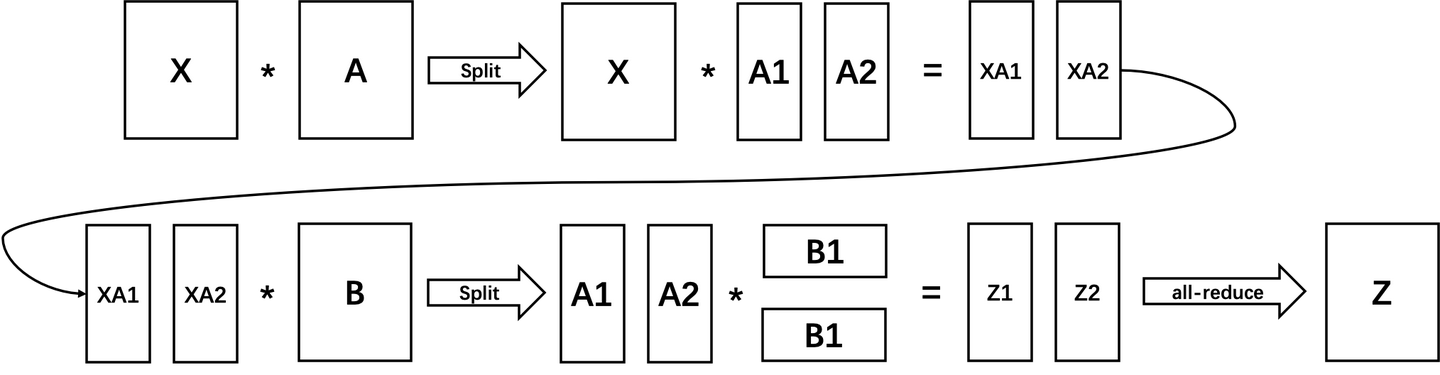 X * A Split X * A1 A2 = XA1 XA2
XA1 XA2 * B Split A1 A2 * B1 B1 = Z1 Z2 all-reduce Z